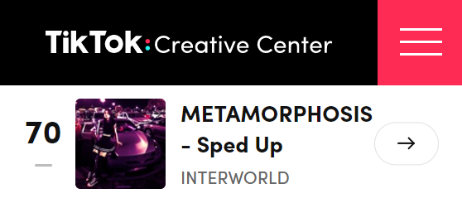 TikTok: Creative Center
70
METAMORPHOSIS
- Sped Up
INTERWORLD